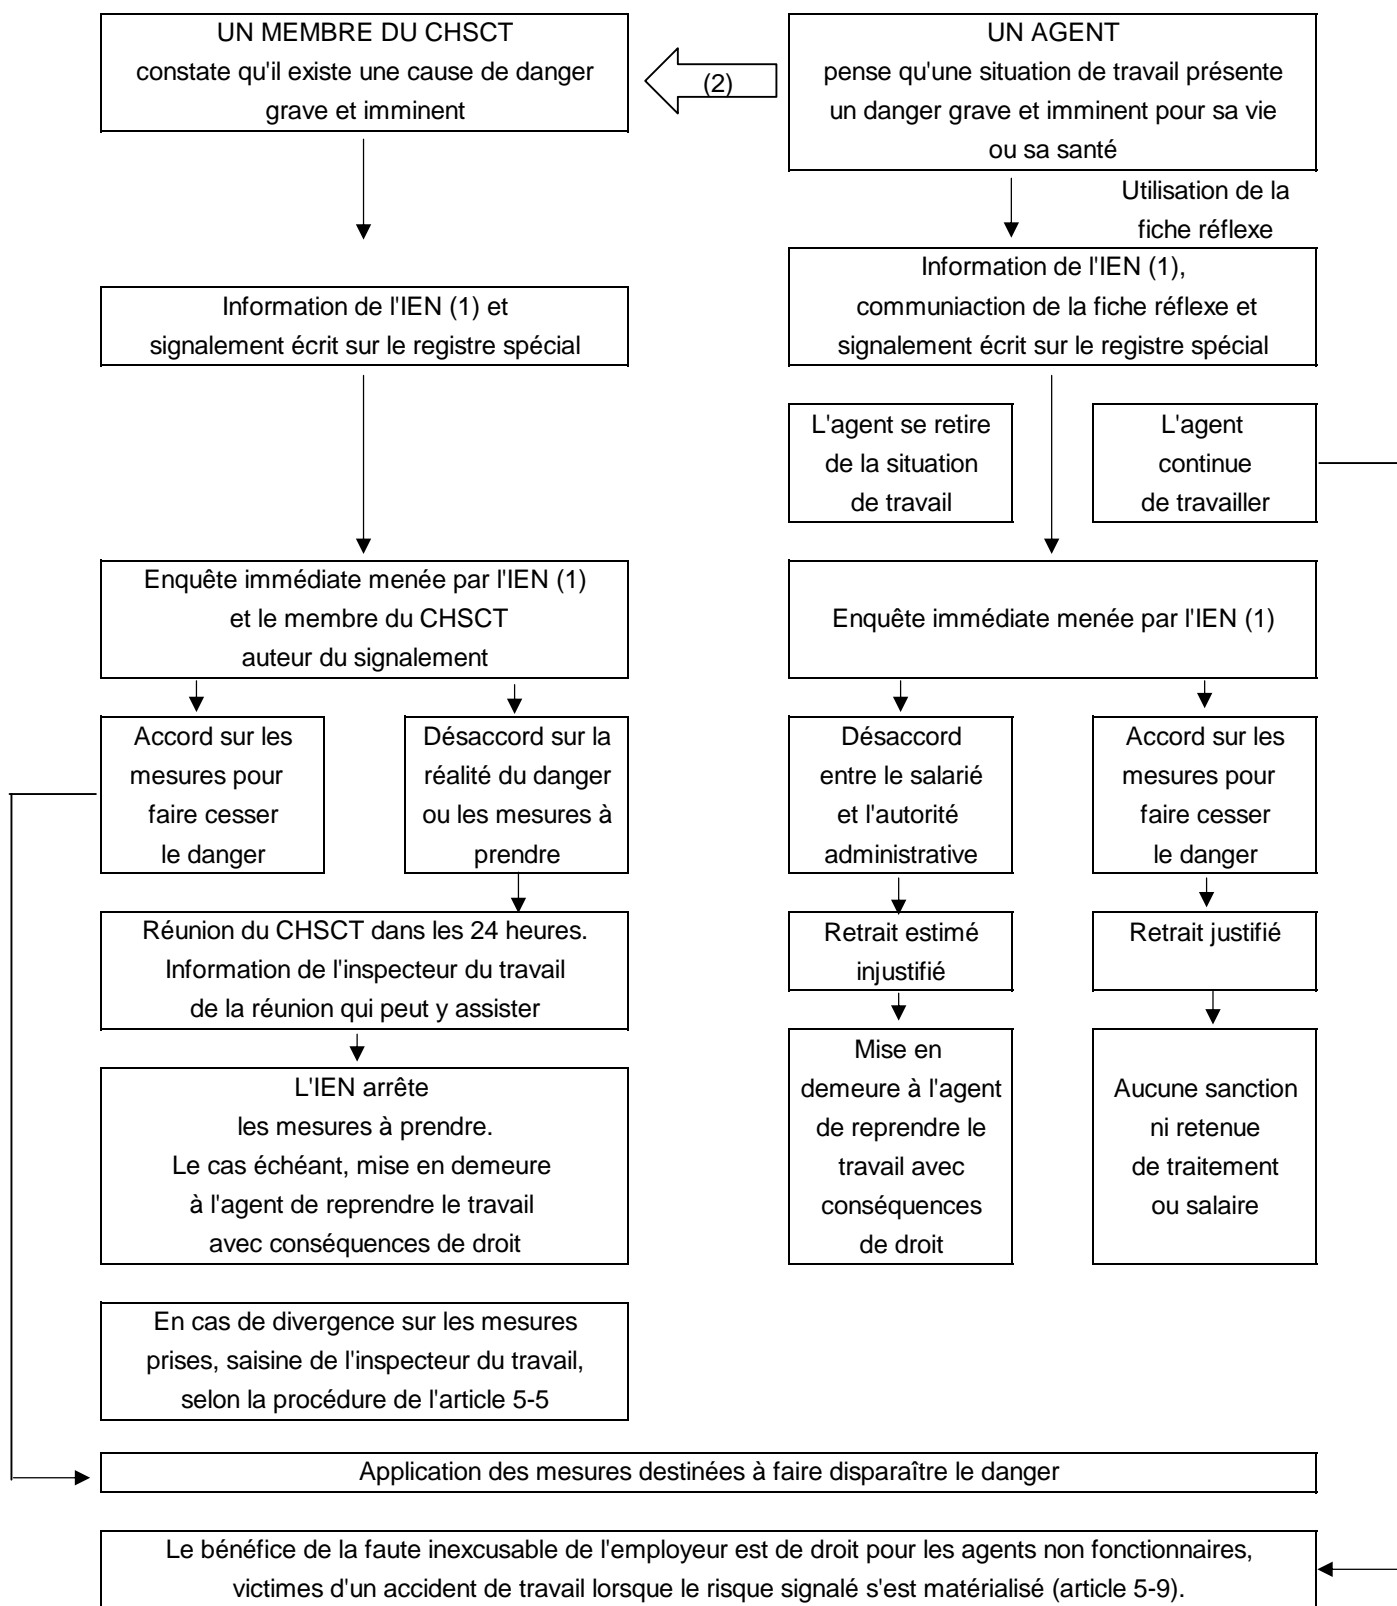 UN MEMBRE DU CHSCT
constate qu'il existe une cause de danger
grave et imminent
(2)
UN AGENT
pense qu'une situation de travail présente
un danger grave et imminent pour sa vie
ou sa santé
Utilisation de la
fiche réflexe
Information de l'IEN (1) et
signalement écrit sur le registre spécial
Information de l'IEN (1),
communiaction de la fiche réflexe et
signalement écrit sur le registre spécial
L'agent se retire
de la situation
de travail
L'agent
continue
de travailler
Enquête immédiate menée par l'IEN (1)
et le membre du CHSCT
auteur du signalement
Enquête immédiate menée par l'IEN (1)
Accord sur les
mesures pour
faire cesser
le danger
Désaccord sur la
réalité du danger
ou les mesures à
prendre
Désaccord
entre le salarié
et l'autorité
administrative
Accord sur les
mesures pour
faire cesser
le danger
Réunion du CHSCT dans les 24 heures.
Information de l'inspecteur du travail
de la réunion qui peut y assister
Retrait estimé
injustifié
Retrait justifié
L'IEN arrête
les mesures à prendre.
Le cas échéant, mise en demeure
à l'agent de reprendre le travail
avec conséquences de droit
Mise en
demeure à l'agent
de reprendre le
travail avec
conséquences
de droit
Aucune sanction
ni retenue
de traitement
ou salaire
En cas de divergence sur les mesures
prises, saisine de l'inspecteur du travail,
selon la procédure de l'article 5-5
Application des mesures destinées à faire disparaître le danger
Le bénéfice de la faute inexcusable de l'employeur est de droit pour les agents non fonctionnaires,
victimes d'un accident de travail lorsque le risque signalé s'est matérialisé (article 5-9).